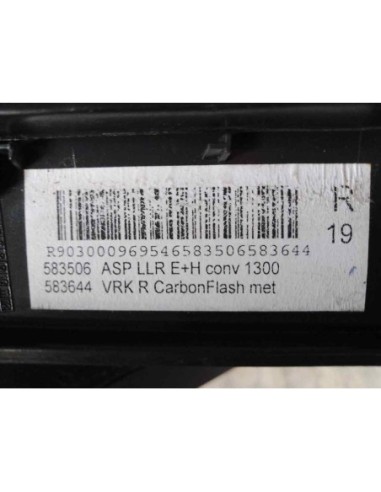 R
19
R903000969546583506583644
583506 ASP LLR E+H conv 1300
583644 VRK R CarbonFlash met